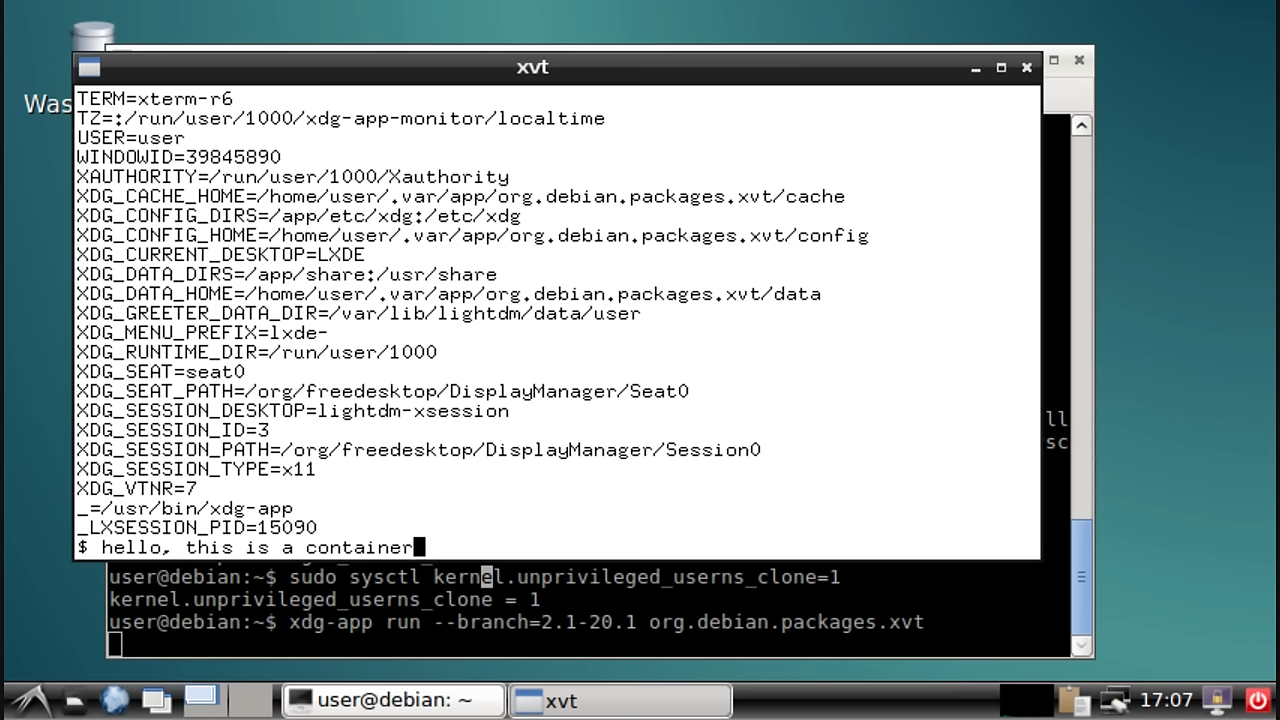 Was
xvt
TERM=xterm-r6
TZ=:/run/user/1000/xdg-app-monitor/localtime
USER=user
WINDOWID=39845890
XAUTHORITY=/run/user/1000/Xauthority
XDG_CACHE_HOME=/home/user/.var/app/org.debian.packages.xvt/cache
XDG_CONFIG_DIRS=/app/etc/xdg:/etc/xdg
XDG_CONFIG_HOME=/home/user/.var/app/org.debian.packages.xvt/config
XDG_CURRENT_DESKTOP=LXDE
XDG_DATA_DIRS=/app/share:/usr/share
XDG_DATA_HOME=/home/user/.var/app/org.debian.packages.xvt/data
XDG_GREETER_DATA_DIR=/var/lib/lightdm/data/user
XDG_MENU_PREFIX=lxde-
XDG_RUNTIME_DIR=/run/user/1000
XDG_SEAT=seat0
XDG_SEAT_PATH=/org/freedesktop/DisplayManager/Seat0
XDG_SESSION_DESKTOP=lightdm-xsession
XDG_SESSION_ID=3
XDG_SESSION_PATH=/org/freedesktop/DisplayManager/Session0
XDG_SESSION_TYPE=x11
XDG_VTNR=7
_=/usr/bin/xdg-app
_LXSESSION_PID=15090
$ hello, this is a container
ll
sc
user@debian:~$ sudo sysctl kernel.unprivileged_userns_clone=1
kernel.unprivileged_userns_clone = 1
user@debian:~$ xdg-app run --branch=2.1-20.1 org.debian.packages.xvt
user@debian: ~
xvt
17:07